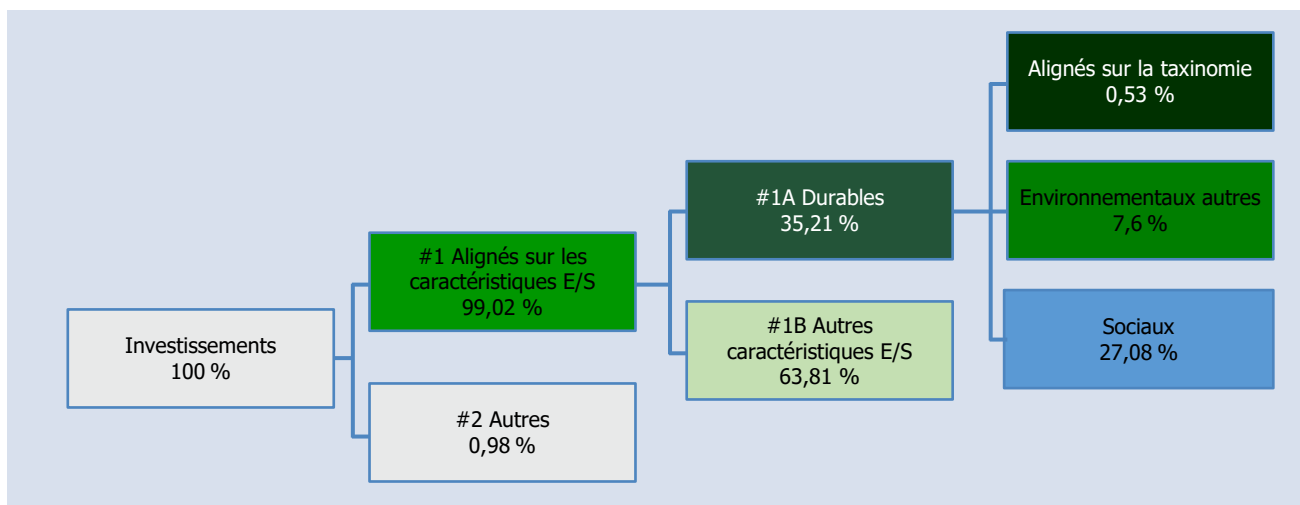 Investissements
100 %
#1 Alignés sur les
caractéristiques E/S
99,02 %
#2 Autres
0,98 %
#1A Durables
35,21 %
#1B Autres
caractéristiques E/S
63,81 %
Alignés sur la taxinomie
0,53 %
Environnementaux autres
7,6 %
Sociaux
27,08 %